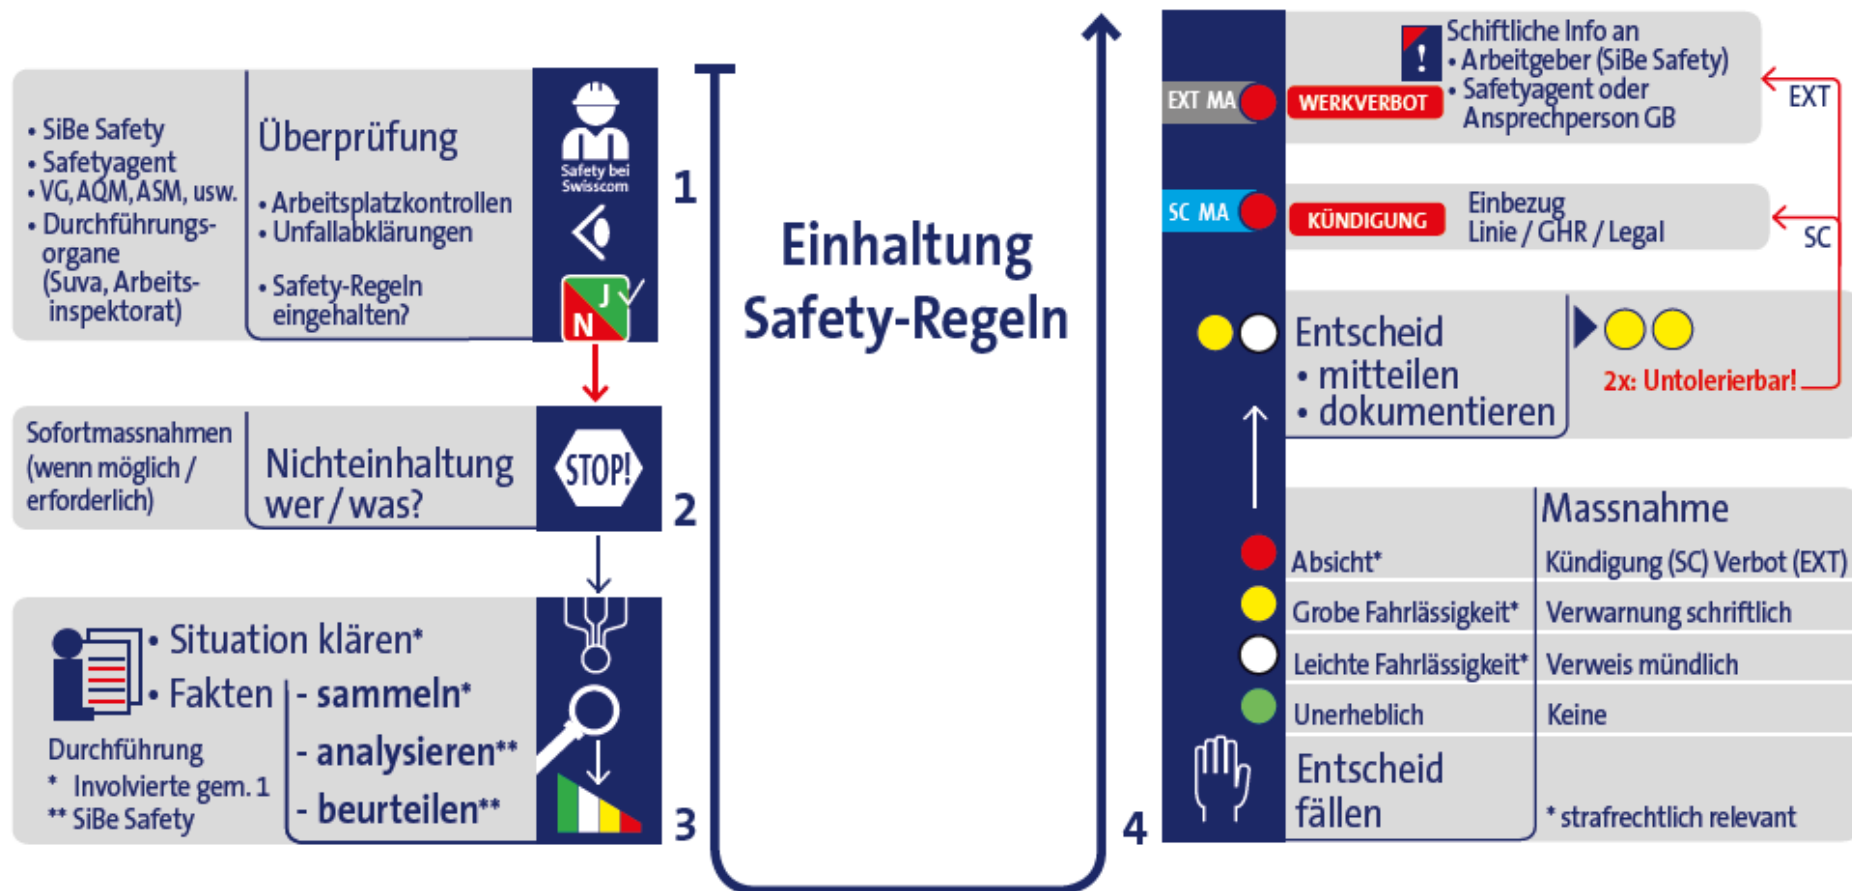 • SiBe Safety
• Safetyagent
• VG, AQM, ASM, usw.
• Durchführungs-
organe
(Suva, Arbeits-
inspektorat)
Überprüfung
• Arbeitsplatzkontrollen
• Unfallabklärungen
• Safety-Regeln
eingehalten?
Safety bei
Swisscom
J
N
1
Sofortmassnahmen
(wenn möglich /
erforderlich)
Nichteinhaltung
wer / was?
STOP!
2
• Situation klären*
• Fakten
- sammeln*
- analysieren**
- beurteilen**
Durchführung
* Involvierte gem. 1
** SiBe Safety
3
Einhaltung
Safety-Regeln
4
EXT MA
WERKVERBOT
!
Schiftliche Info an
• Arbeitgeber (SiBe Safety)
• Safetyagent oder
Ansprechperson GB
EXT
SC MA
KÜNDIGUNG
Einbezug
Linie / GHR / Legal
SC
Entscheid
• mitteilen
• dokumentieren
2x: Untolerierbar!
Massnahme
Absicht*
Kündigung (SC) Verbot (EXT)
Grobe Fahrlässigkeit*
Verwarnung schriftlich
Leichte Fahrlässigkeit*
Verweis mündlich
Unerheblich
Keine
Entscheid
fällen
* strafrechtlich relevant